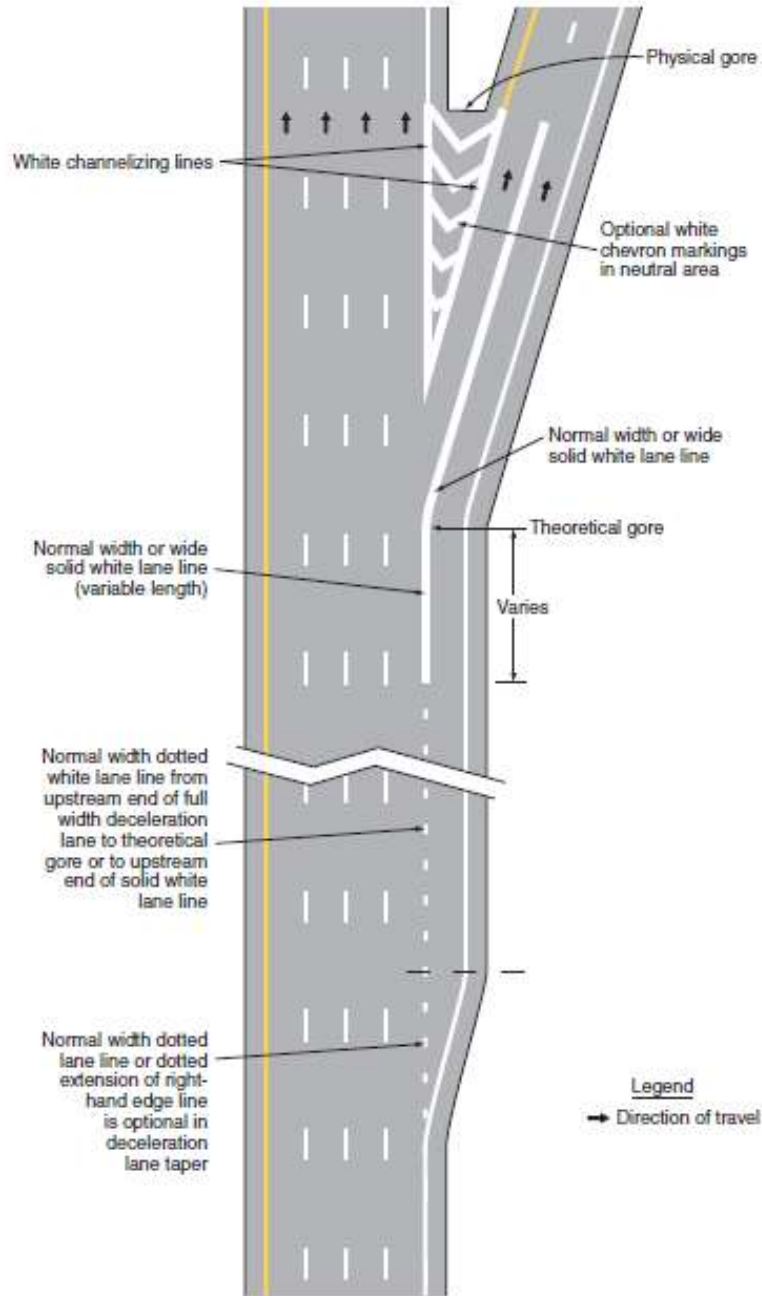 Physical gore
White channelizing lines
Optional white
chevron markings
in neutral area
Normal width or wide
solid white lane line
Theoretical gore
Normal width or wide
solid white lane line
(variable length)
Varies
Normal width dotted
white lane line from
upstream end of full
width deceleration
lane to theoretical
gore or to upstream
end of solid white
lane line
Normal width dotted
lane line or dotted
extension of right-
hand edge line
is optional in
deceleration
lane taper
Legend
Direction of travel